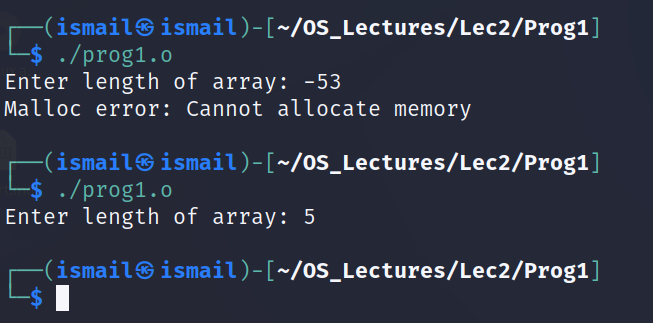 ┌──(ismail㉿ismail)-[~/OS_Lectures/Lec2/Prog1]
└─$ ./prog1.o
Enter length of array: -53
Malloc error: Cannot allocate memory
┌──(ismail㉿ismail)-[~/OS_Lectures/Lec2/Prog1]
└─$ ./prog1.o
Enter length of array: 5
┌──(ismail㉿ismail)-[~/OS_Lectures/Lec2/Prog1]
└─$